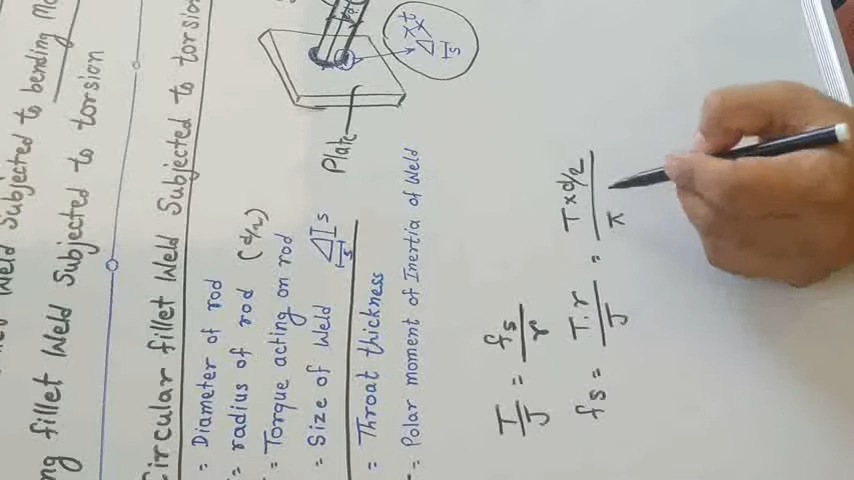 Weld Subjected to bending Mo
ng fillet Weld Subjected to torsion
Circular fillet Weld Subjected to torsion
= Diameter of rod
= radius of rod (d/2)
= Torque acting on rod
= Size of Weld
= Throat thickness
= Polar moment of Inertia of Weld
Plate
t
s
s
s
T/J = fs/r
fs = T.r/J = T×d/2/π